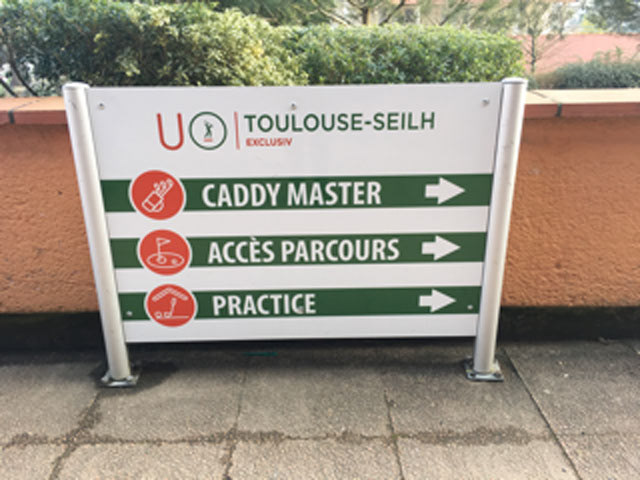 U
TOULOUSE-SEILH
EXCLUSIV
CADDY MASTER
ACCÈS PARCOURS
PRACTICE